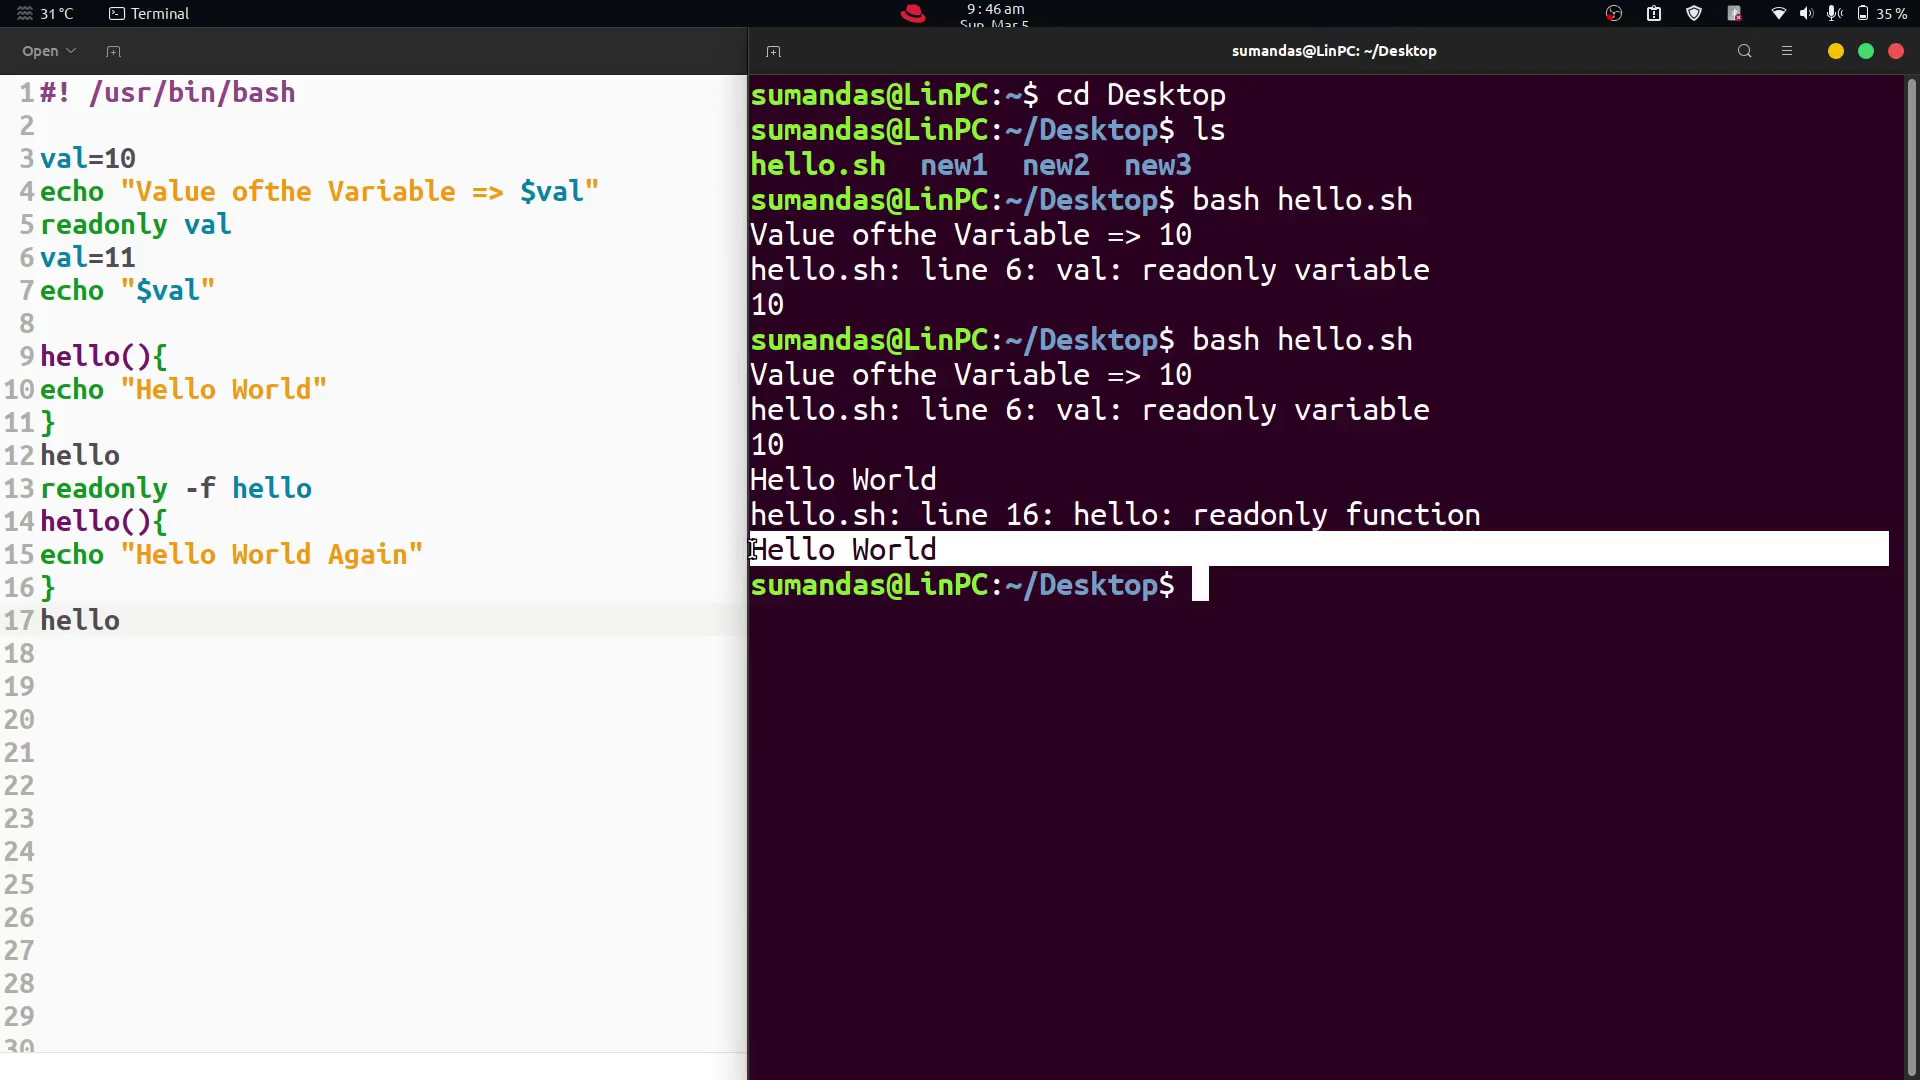 31 °C Terminal 9:46 am 35 %
Sun, Mar 5
Open
1 #! /usr/bin/bash
2
3 val=10
4 echo "Value ofthe Variable => $val"
5 readonly val
6 val=11
7 echo "$val"
8
9 hello(){
10 echo "Hello World"
11 }
12 hello
13 readonly -f hello
14 hello(){
15 echo "Hello World Again"
16 }
17 hello
18
19
20
21
22
23
24
25
26
27
28
29
30
sumandas@LinPC: ~/Desktop
sumandas@LinPC:~$ cd Desktop
sumandas@LinPC:~/Desktop$ ls
hello.sh new1 new2 new3
sumandas@LinPC:~/Desktop$ bash hello.sh
Value ofthe Variable => 10
hello.sh: line 6: val: readonly variable
10
sumandas@LinPC:~/Desktop$ bash hello.sh
Value ofthe Variable => 10
hello.sh: line 6: val: readonly variable
10
Hello World
hello.sh: line 16: hello: readonly function
Hello World
sumandas@LinPC:~/Desktop$